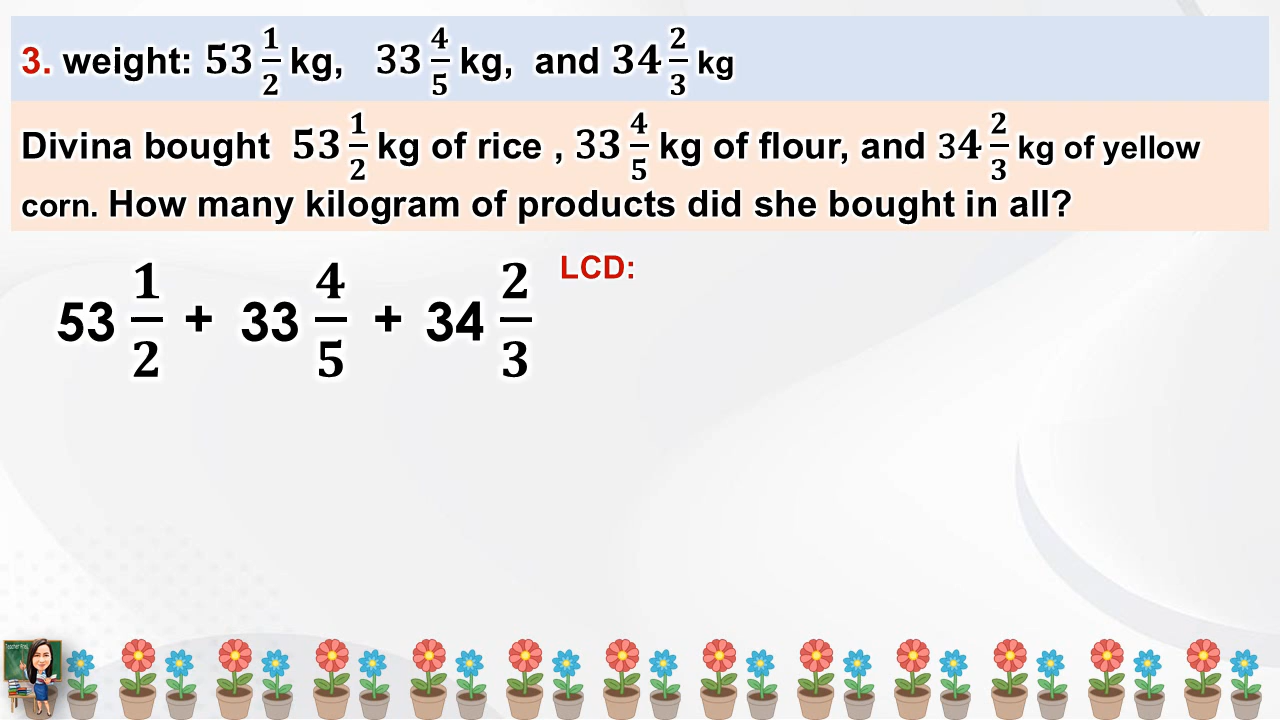 3. weight: 53 1/2 kg, 33 4/5 kg, and 34 2/3 kg
Divina bought 53 1/2 kg of rice , 33 4/5 kg of flour, and 34 2/3 kg of yellow
corn. How many kilogram of products did she bought in all?
53 1/2 + 33 4/5 + 34 2/3
LCD: